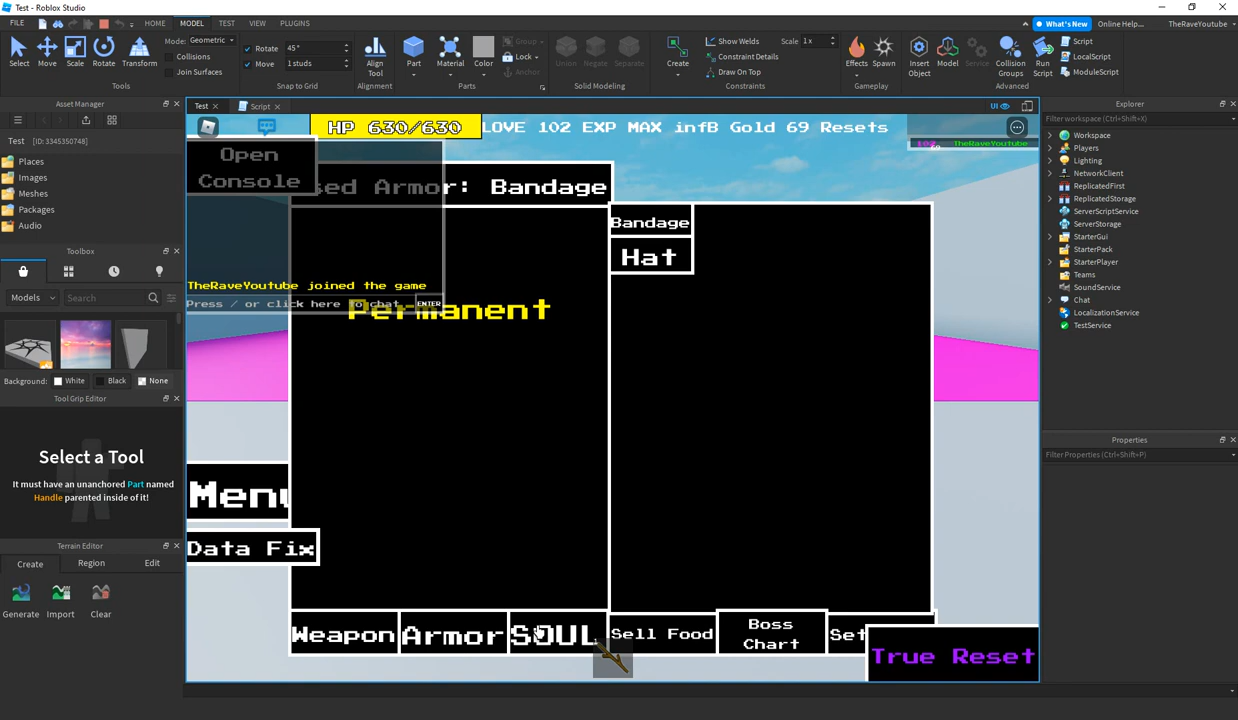 Test - Roblox Studio
FILE
HOME
MODEL
TEST
VIEW
PLUGINS
What's New
Online Help...
TheRaveYoutube
Select
Move
Scale
Rotate
Transform
Mode: Geometric
Collisions
Join Surfaces
Tools
Rotate 45°
Move 1 studs
Snap to Grid
Align
Tool
Alignment
Part
Material
Color
Group
Lock
Anchor
Parts
Union
Negate
Separate
Solid Modeling
Create
Show Welds
Constraint Details
Draw On Top
Scale 1x
Constraints
Effects
Spawn
Gameplay
Insert
Object
Model
Service
Collision
Groups
Run
Script
Script
LocalScript
ModuleScript
Advanced
Asset Manager
Test [ID: 3345350748]
Places
Images
Meshes
Packages
Audio
Toolbox
Models
Search
Background: White Black None
Tool Grip Editor
Select a Tool
It must have an unanchored Part named
Handle parented inside of it!
Terrain Editor
Create
Region
Edit
Generate
Import
Clear
Test
Script
UI
HP 630/630
LOVE 102 EXP MAX infB Gold 69 Resets
TheRaveYoutube
Open
Console
sed Armor: Bandage
Bandage
Hat
TheRaveYoutube joined the game
Press / or click here to chat
ENTER
Permanent
Menu
Data Fix
Weapon
Armor
SOUL
Sell Food
Boss
Chart
Set
True Reset
Explorer
Filter workspace (Ctrl+Shift+X)
Workspace
Players
Lighting
NetworkClient
ReplicatedFirst
ReplicatedStorage
ServerScriptService
ServerStorage
StarterGui
StarterPack
StarterPlayer
Teams
SoundService
Chat
LocalizationService
TestService
Properties
Filter Properties (Ctrl+Shift+P)